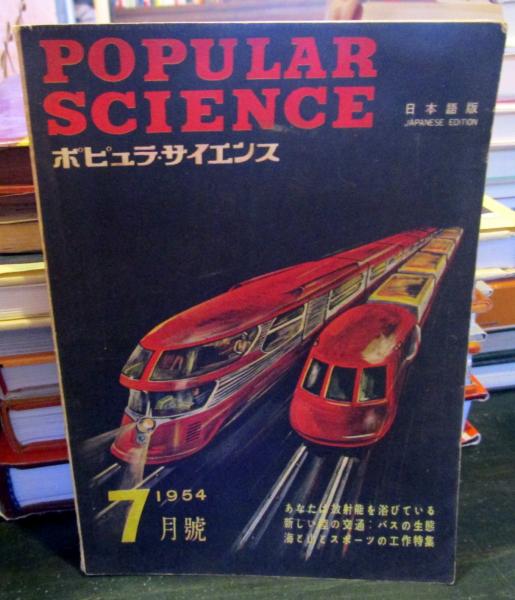 POPULAR
SCIENCE
日本語版
JAPANESE EDITION
ポピュラ・サイエンス
1954
7月號
あなたは放射能を浴びている
新しい空の交通:バスの生態
海と山とスポーツの工作特集